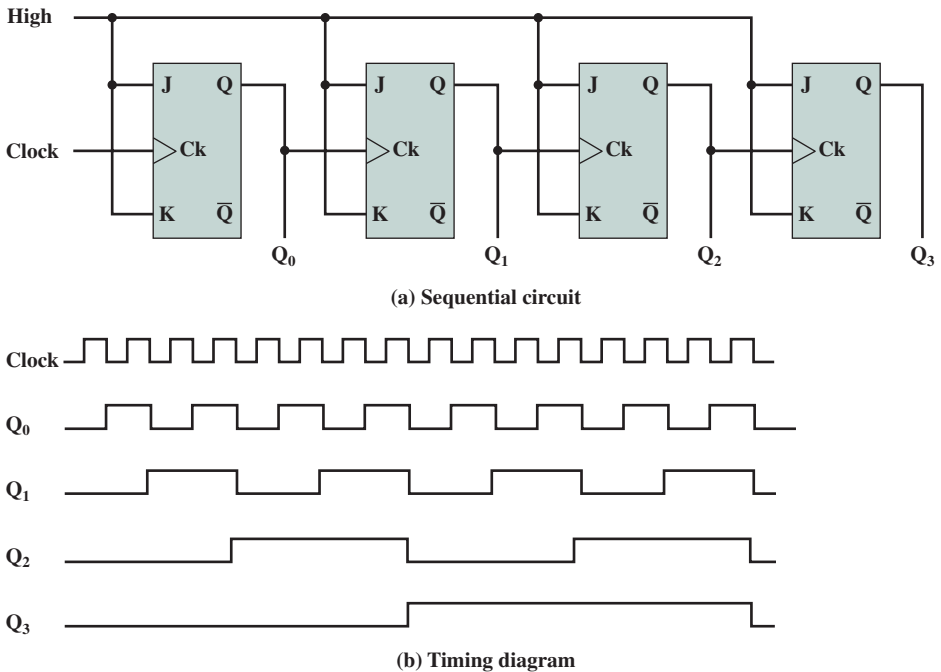 High
J Q J Q J Q J Q
Clock Ck Ck Ck Ck
K Q̅ K Q̅ K Q̅ K Q̅
Q₀ Q₁ Q₂ Q₃
(a) Sequential circuit
Clock
Q₀
Q₁
Q₂
Q₃
(b) Timing diagram